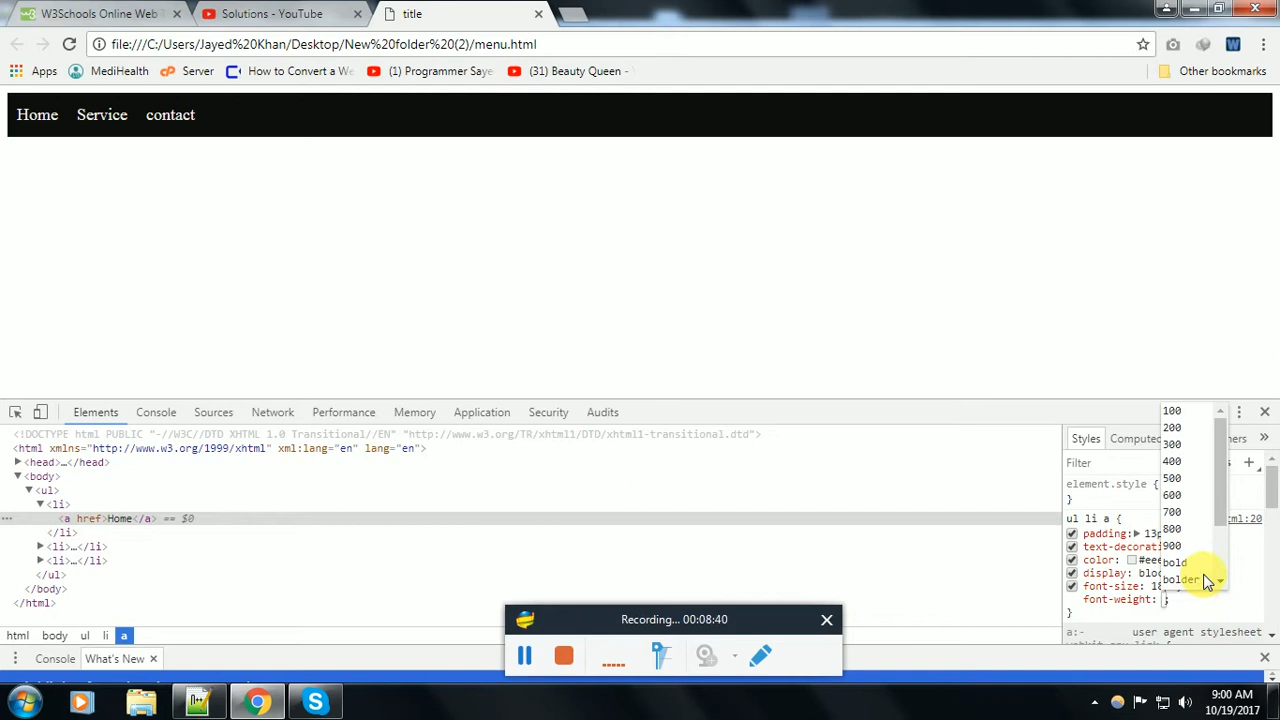 W3Schools Online Web T
Solutions - YouTube
title
file:///C:/Users/Jayed%20Khan/Desktop/New%20folder%20(2)/menu.html
Apps MediHealth Server How to Convert a We (1) Programmer Saye (31) Beauty Queen - Other bookmarks
Home Service contact
Elements Console Sources Network Performance Memory Application Security Audits
<!DOCTYPE html PUBLIC "-//W3C//DTD XHTML 1.0 Transitional//EN" "http://www.w3.org/TR/xhtml1/DTD/xhtml1-transitional.dtd">
<html xmlns="http://www.w3.org/1999/xhtml" xml:lang="en" lang="en">
<head>…</head>
<body>
<ul>
<li>
<a href>Home</a> == $0
</li>
<li>…</li>
<li>…</li>
</ul>
</body>
</html>
html body ul li a
Console What's New
Styles Computed
Filter
element.style {
}
ul li a {
html:20
padding: 13p
text-decorati
color: #eee
display: bloc
font-size: 18
font-weight: ;
}
a:- user agent stylesheet
100
200
300
400
500
600
700
800
900
bold
bolder
Recording... 00:08:40
9:00 AM
10/19/2017